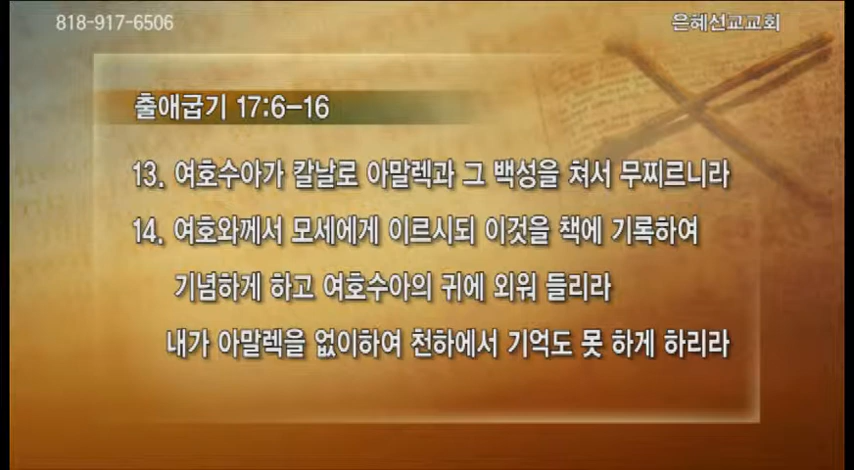 818-917-6506
은혜선교교회
출애굽기 17:6-16
13. 여호수아가 칼날로 아말렉과 그 백성을 쳐서 무찌르니라
14. 여호와께서 모세에게 이르시되 이것을 책에 기록하여
기념하게 하고 여호수아의 귀에 외워 들리라
내가 아말렉을 없이하여 천하에서 기억도 못 하게 하리라